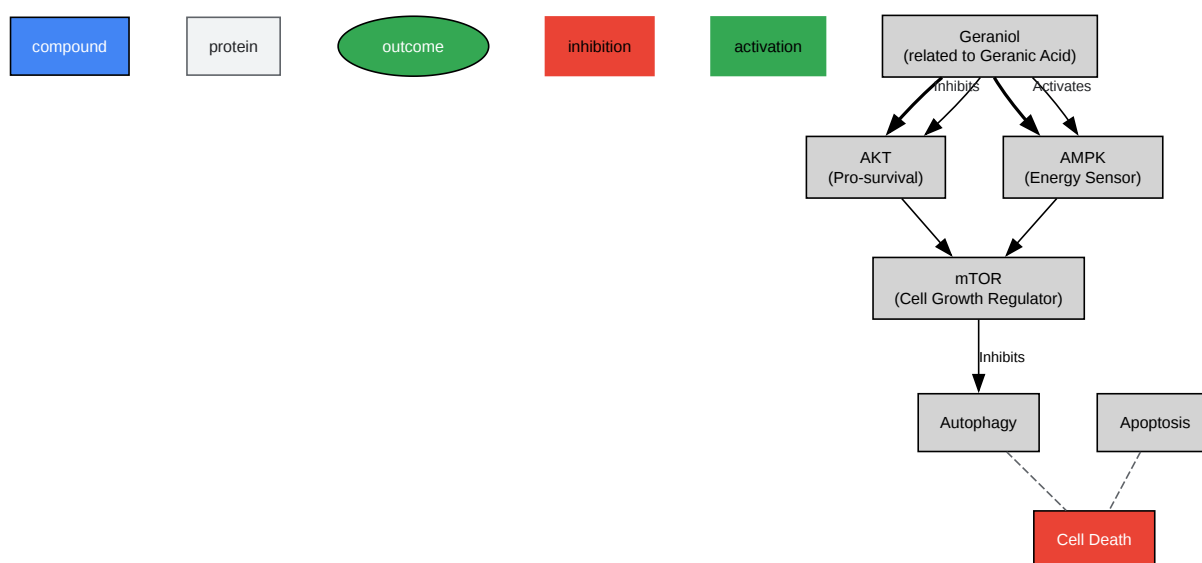 compound
protein
outcome
inhibition
activation
Geraniol
(related to Geranic Acid)
Inhibits
Activates
AKT
(Pro-survival)
AMPK
(Energy Sensor)
mTOR
(Cell Growth Regulator)
Inhibits
Autophagy
Apoptosis
Cell Death